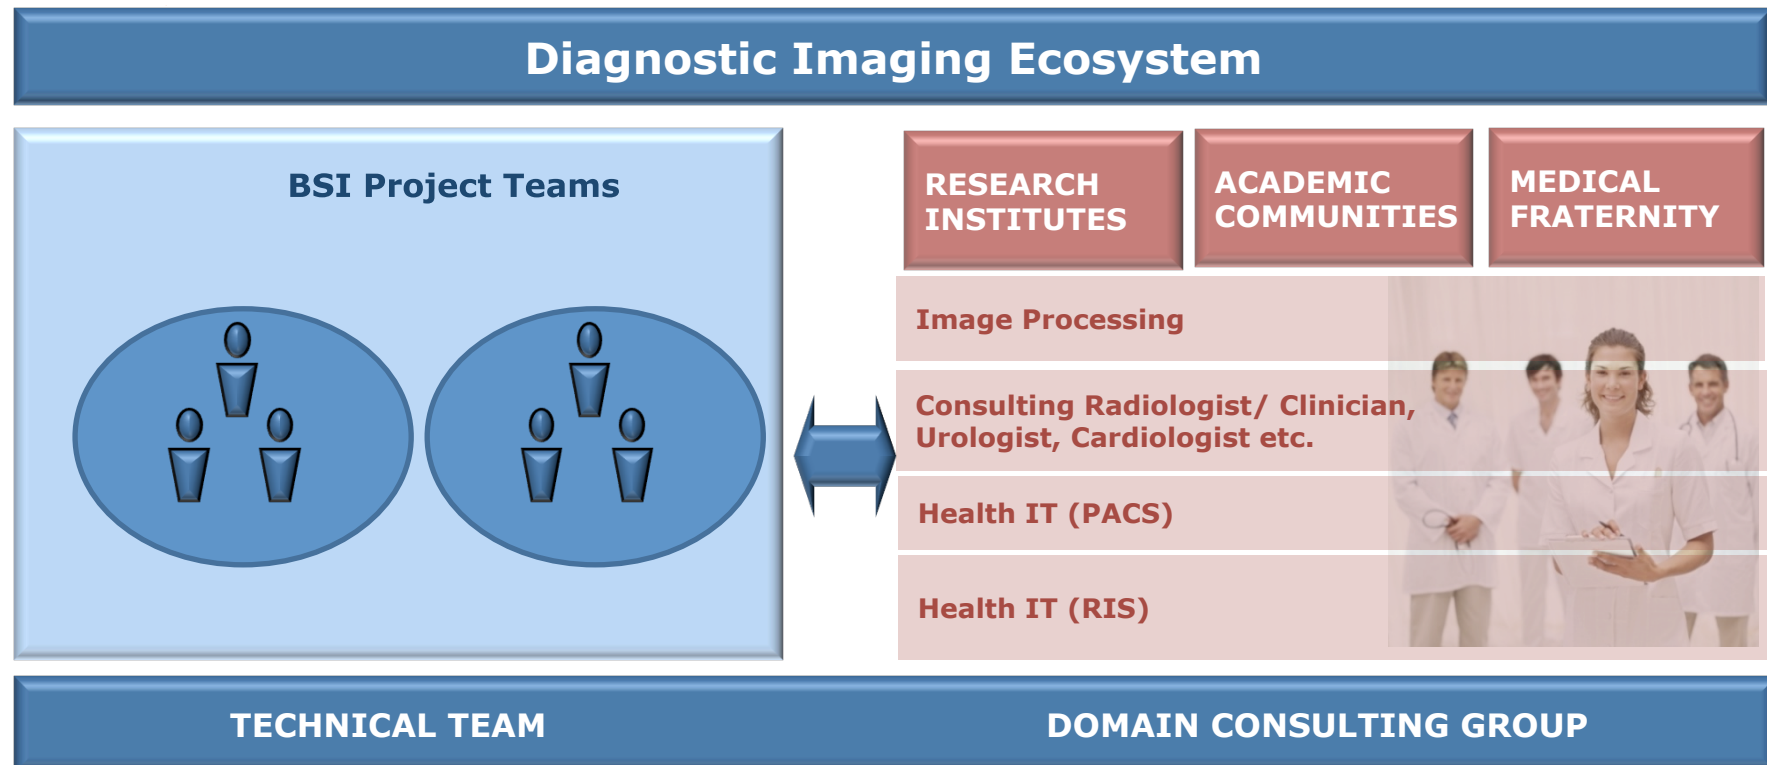 Diagnostic Imaging Ecosystem
BSI Project Teams
RESEARCH
INSTITUTES
ACADEMIC
COMMUNITIES
MEDICAL
FRATERNITY
Image Processing
Consulting Radiologist/ Clinician,
Urologist, Cardiologist etc.
Health IT (PACS)
Health IT (RIS)
TECHNICAL TEAM
DOMAIN CONSULTING GROUP